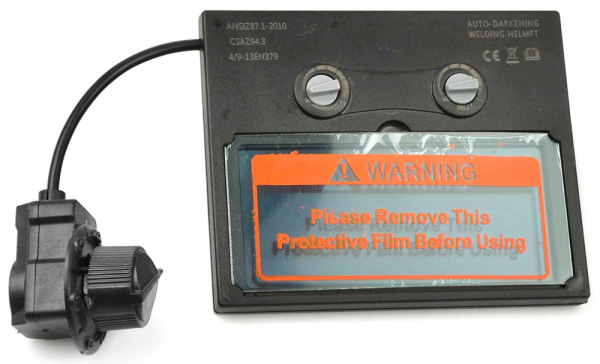 ANSIZ87.1-2010
CSAZ94.3
4/9-13EN379
AUTO-DARKENING
WELDING HELMET
CE
WARNING
Please Remove This
Protective Film Before Using